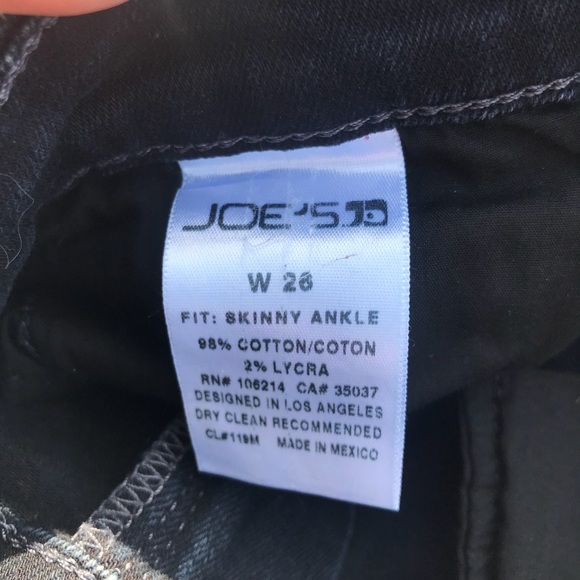 JOE'S
W 26
FIT: SKINNY ANKLE
98% COTTON/COTON
2% LYCRA
RN# 106214 CA# 35037
DESIGNED IN LOS ANGELES
DRY CLEAN RECOMMENDED
CL#119M MADE IN MEXICO